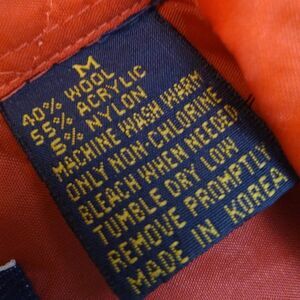 M
40% WOOL
55% ACRYLIC
5% NYLON
MACHINE WASH WARM
ONLY NON-CHLORINE
BLEACH WHEN NEEDED
TUMBLE DRY LOW
REMOVE PROMPTLY
MADE IN KOREA